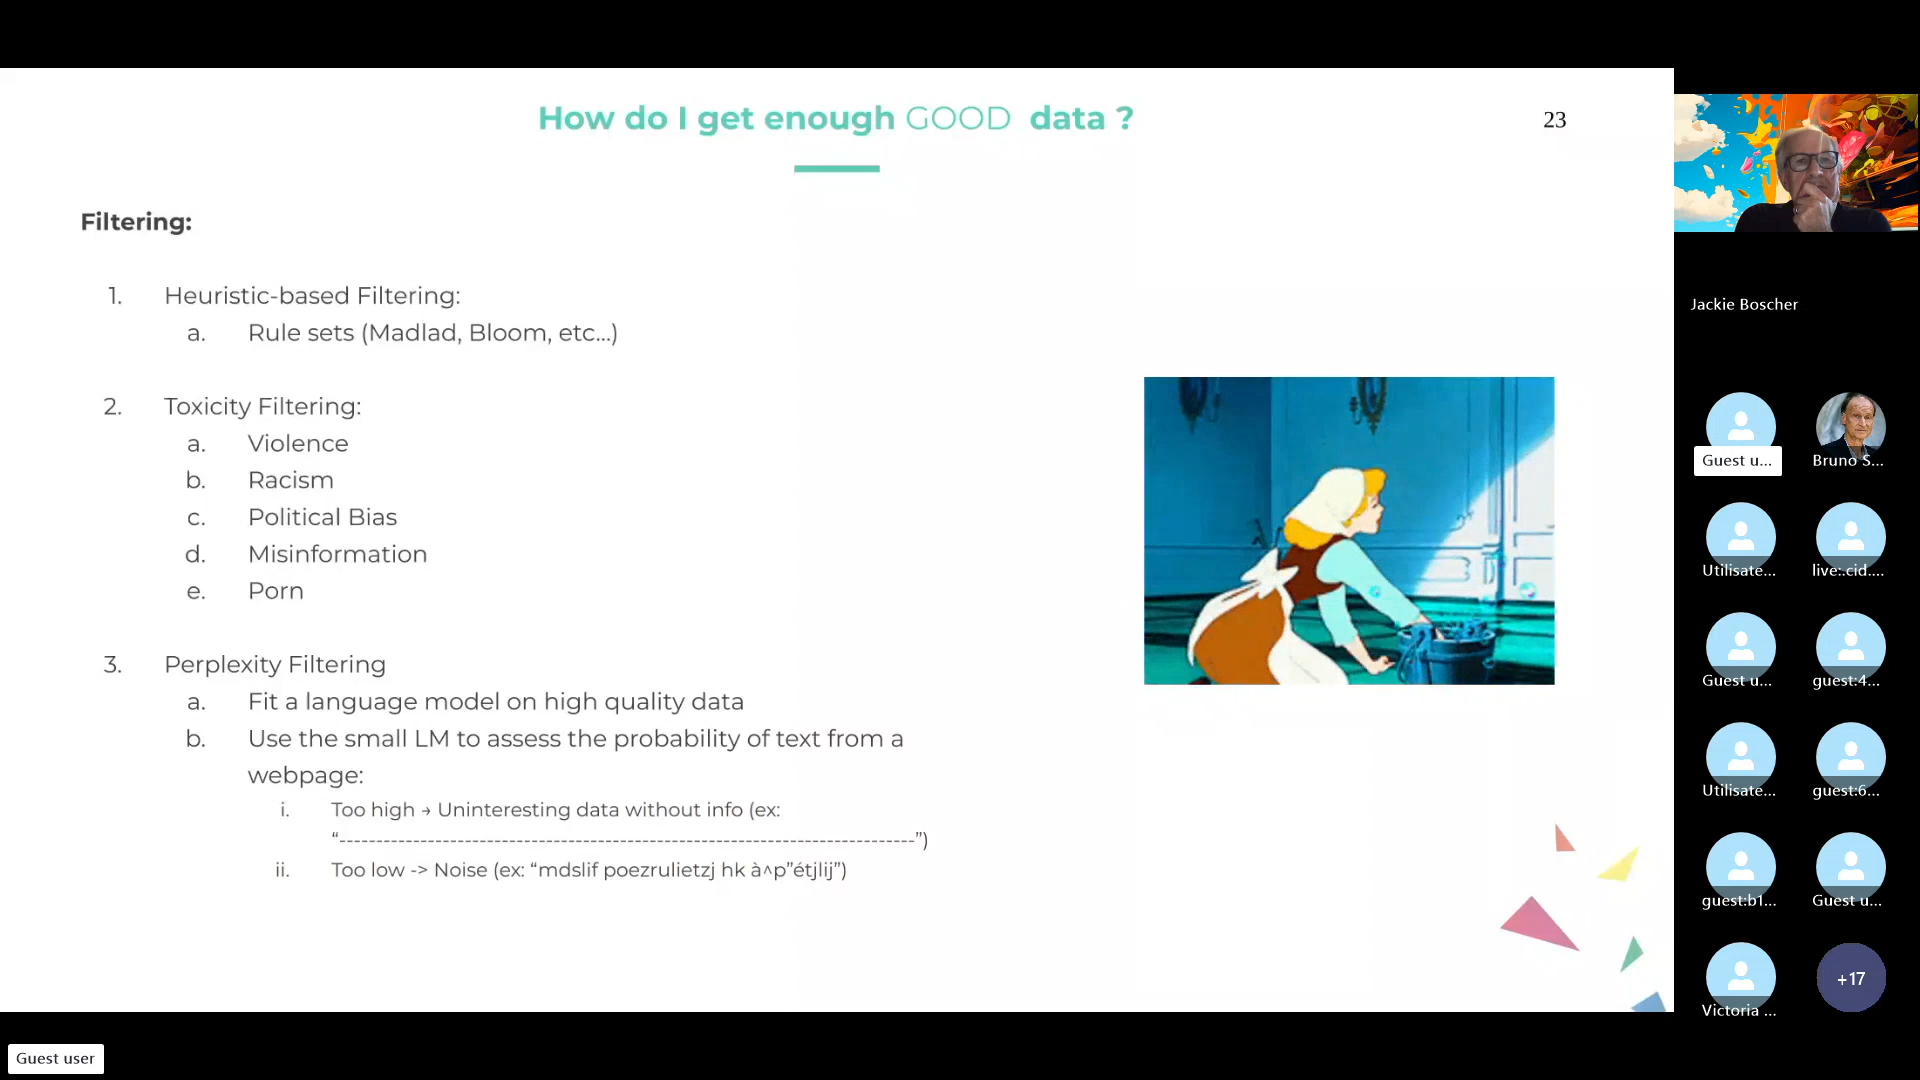 How do I get enough GOOD data ?
23
Filtering:
1. Heuristic-based Filtering:
a. Rule sets (Madlad, Bloom, etc...)
2. Toxicity Filtering:
a. Violence
b. Racism
c. Political Bias
d. Misinformation
e. Porn
3. Perplexity Filtering
a. Fit a language model on high quality data
b. Use the small LM to assess the probability of text from a
webpage:
i. Too high → Uninteresting data without info (ex:
“------------------------------------------------------------------------------”)
ii. Too low -> Noise (ex: “mdslif poezrulietzj hk à^p”étjlij”)
Jackie Boscher
Guest u...
Bruno S...
Utilisate...
live:.cid....
Guest u...
guest:4...
Utilisate...
guest:6...
guest:b1...
Guest u...
Victoria ...
+17
Guest user